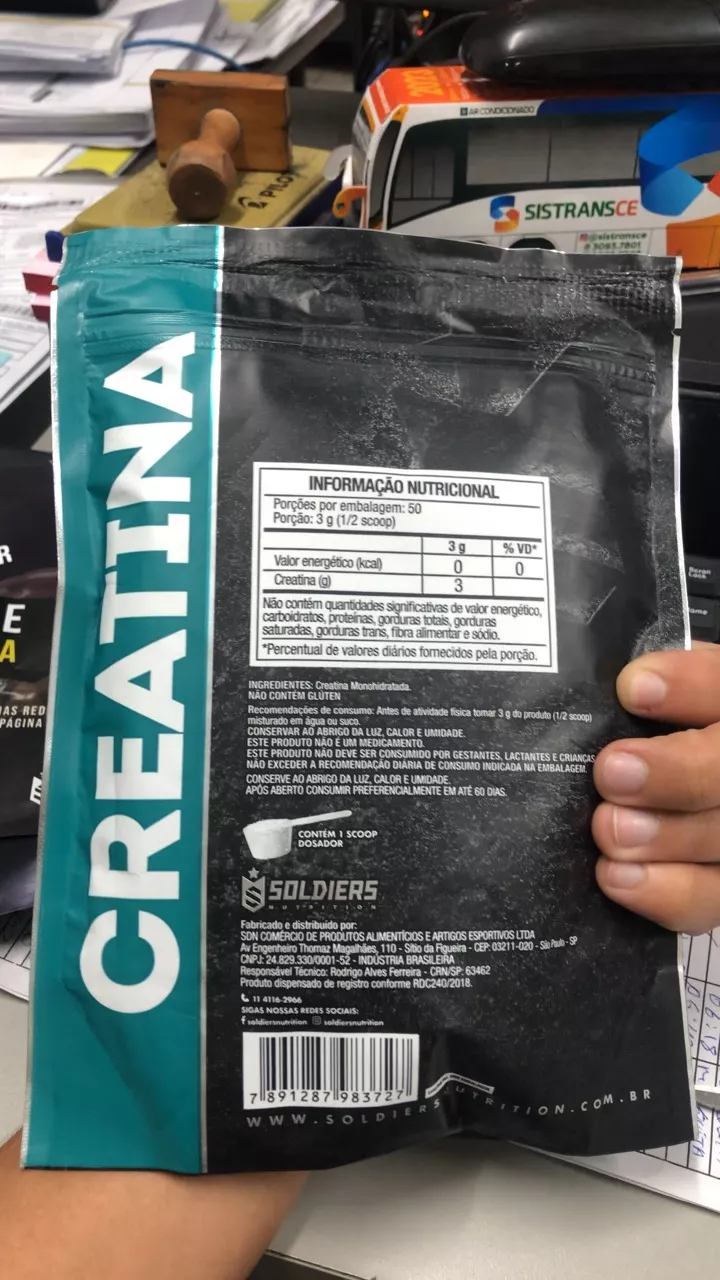 2003
AR CONDICIONADO
SISTRANSCE
@sistransce
PILOT
CREATINA
INFORMAÇÃO NUTRICIONAL
Porções por embalagem: 50
Porção: 3 g (1/2 scoop)
3 g % VD*
Valor energético (kcal) 0 0
Creatina (g) 3
Não contém quantidades significativas de valor energético,
carboidratos, proteínas, gorduras totais, gorduras
saturadas, gorduras trans, fibra alimentar e sódio.
*Percentual de valores diários fornecidos pela porção.
INGREDIENTES: Creatina Monohidratada.
NÃO CONTÉM GLÚTEN
Recomendações de consumo: Antes de atividade física tomar 3 g do produto (1/2 scoop)
misturado em água ou suco.
CONSERVAR AO ABRIGO DA LUZ, CALOR E UMIDADE.
ESTE PRODUTO NÃO É UM MEDICAMENTO.
ESTE PRODUTO NÃO DEVE SER CONSUMIDO POR GESTANTES, LACTANTES E CRIANÇAS
NÃO EXCEDER A RECOMENDAÇÃO DIÁRIA DE CONSUMO INDICADA NA EMBALAGEM.
CONSERVE AO ABRIGO DA LUZ, CALOR E UMIDADE.
APÓS ABERTO CONSUMIR PREFERENCIALMENTE EM ATÉ 60 DIAS.
CONTÉM 1 SCOOP
DOSADOR
SOLDIERS
NUTRITION
Fabricado e distribuido por:
SDN COMÉRCIO DE PRODUTOS ALIMENTÍCIOS E ARTIGOS ESPORTIVOS LTDA
Av Engenheiro Thomaz Magalhães, 110 - Sítio da Figueira - CEP: 03211-020 - São Paulo - SP
CNPJ: 24.829.330/0001-52 - INDÚSTRIA BRASILEIRA
Responsável Técnico: Rodrigo Alves Ferreira - CRN/SP: 63462
Produto dispensado de registro conforme RDC240/2018.
11 4116-2966
SIGAS NOSSAS REDES SOCIAIS:
soldiersnutrition soldiersnutrition
7 891287 983727
WWW.SOLDIERSNUTRITION.COM.BR
R
E
A
IAS RED
PÁGINA
Scroll
Lock